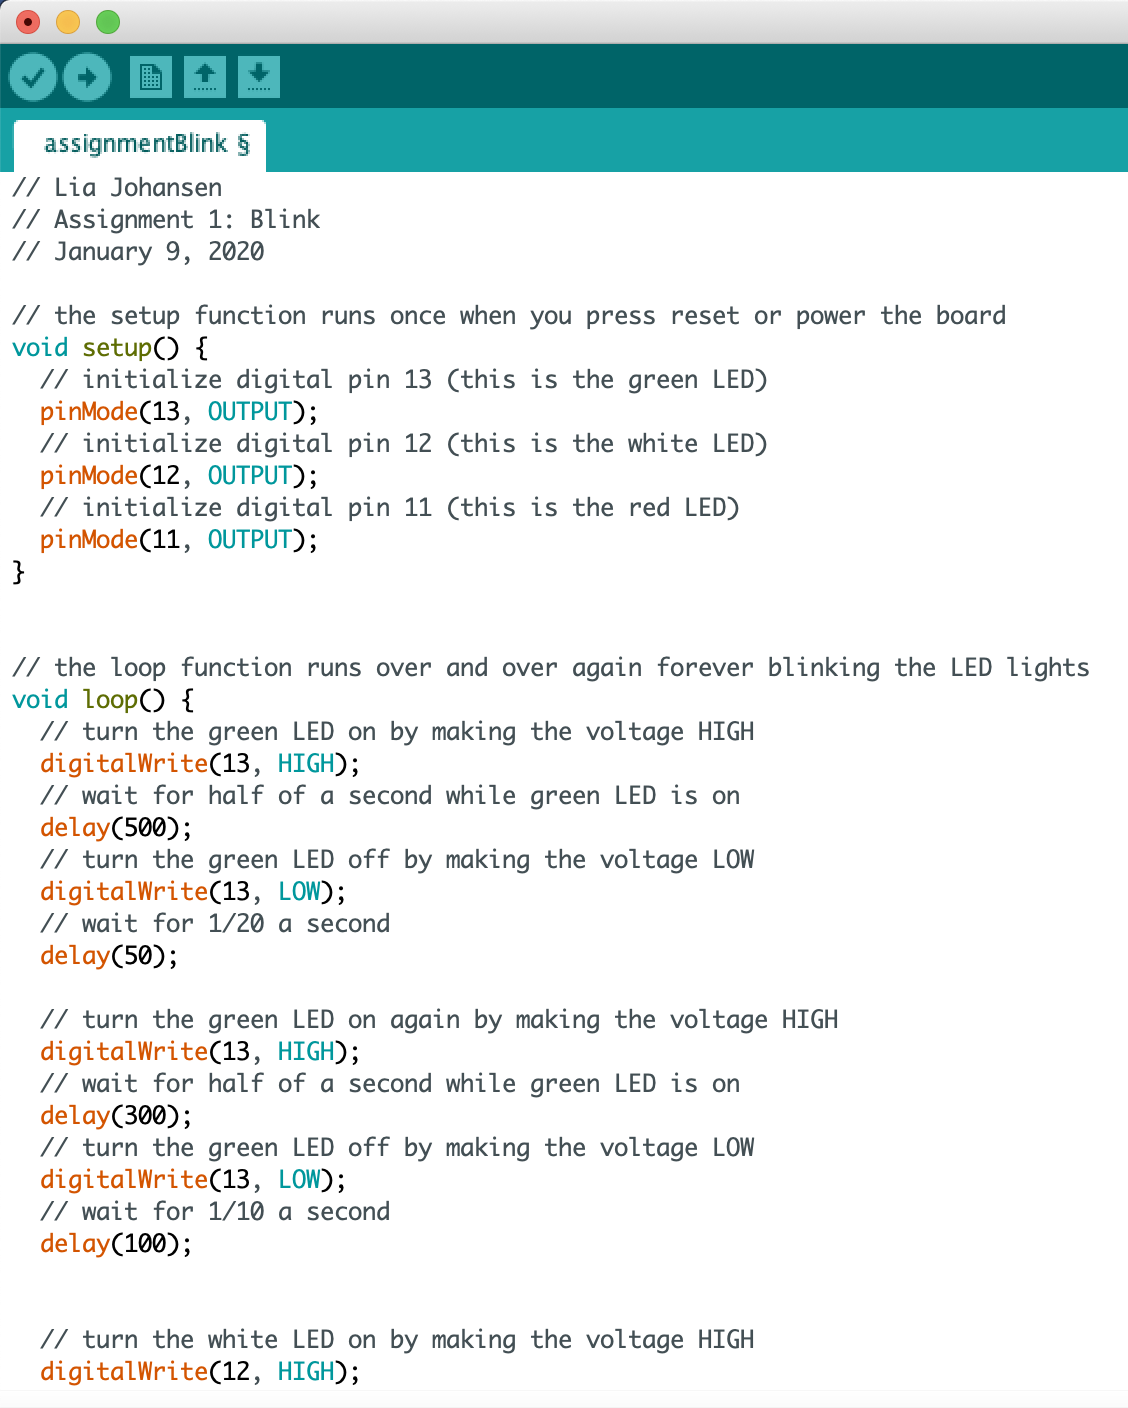 assignmentBlink §
// Lia Johansen
// Assignment 1: Blink
// January 9, 2020
// the setup function runs once when you press reset or power the board
void setup() {
  // initialize digital pin 13 (this is the green LED)
  pinMode(13, OUTPUT);
  // initialize digital pin 12 (this is the white LED)
  pinMode(12, OUTPUT);
  // initialize digital pin 11 (this is the red LED)
  pinMode(11, OUTPUT);
}
// the loop function runs over and over again forever blinking the LED lights
void loop() {
  // turn the green LED on by making the voltage HIGH
  digitalWrite(13, HIGH);
  // wait for half of a second while green LED is on
  delay(500);
  // turn the green LED off by making the voltage LOW
  digitalWrite(13, LOW);
  // wait for 1/20 a second
  delay(50);
  // turn the green LED on again by making the voltage HIGH
  digitalWrite(13, HIGH);
  // wait for half of a second while green LED is on
  delay(300);
  // turn the green LED off by making the voltage LOW
  digitalWrite(13, LOW);
  // wait for 1/10 a second
  delay(100);
  // turn the white LED on by making the voltage HIGH
  digitalWrite(12, HIGH);